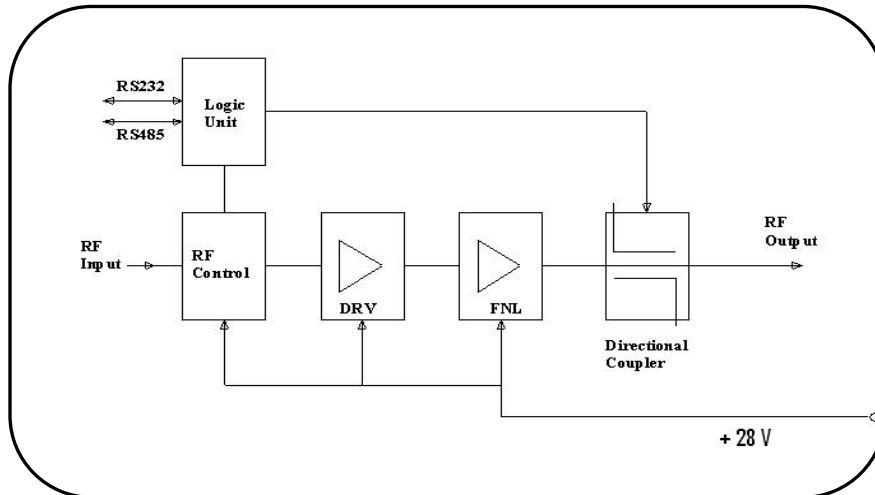 RS232
RS485
Logic
Unit
RF
Input
RF
Control
DRV
FNL
Directional
Coupler
RF
Output
+ 28 V